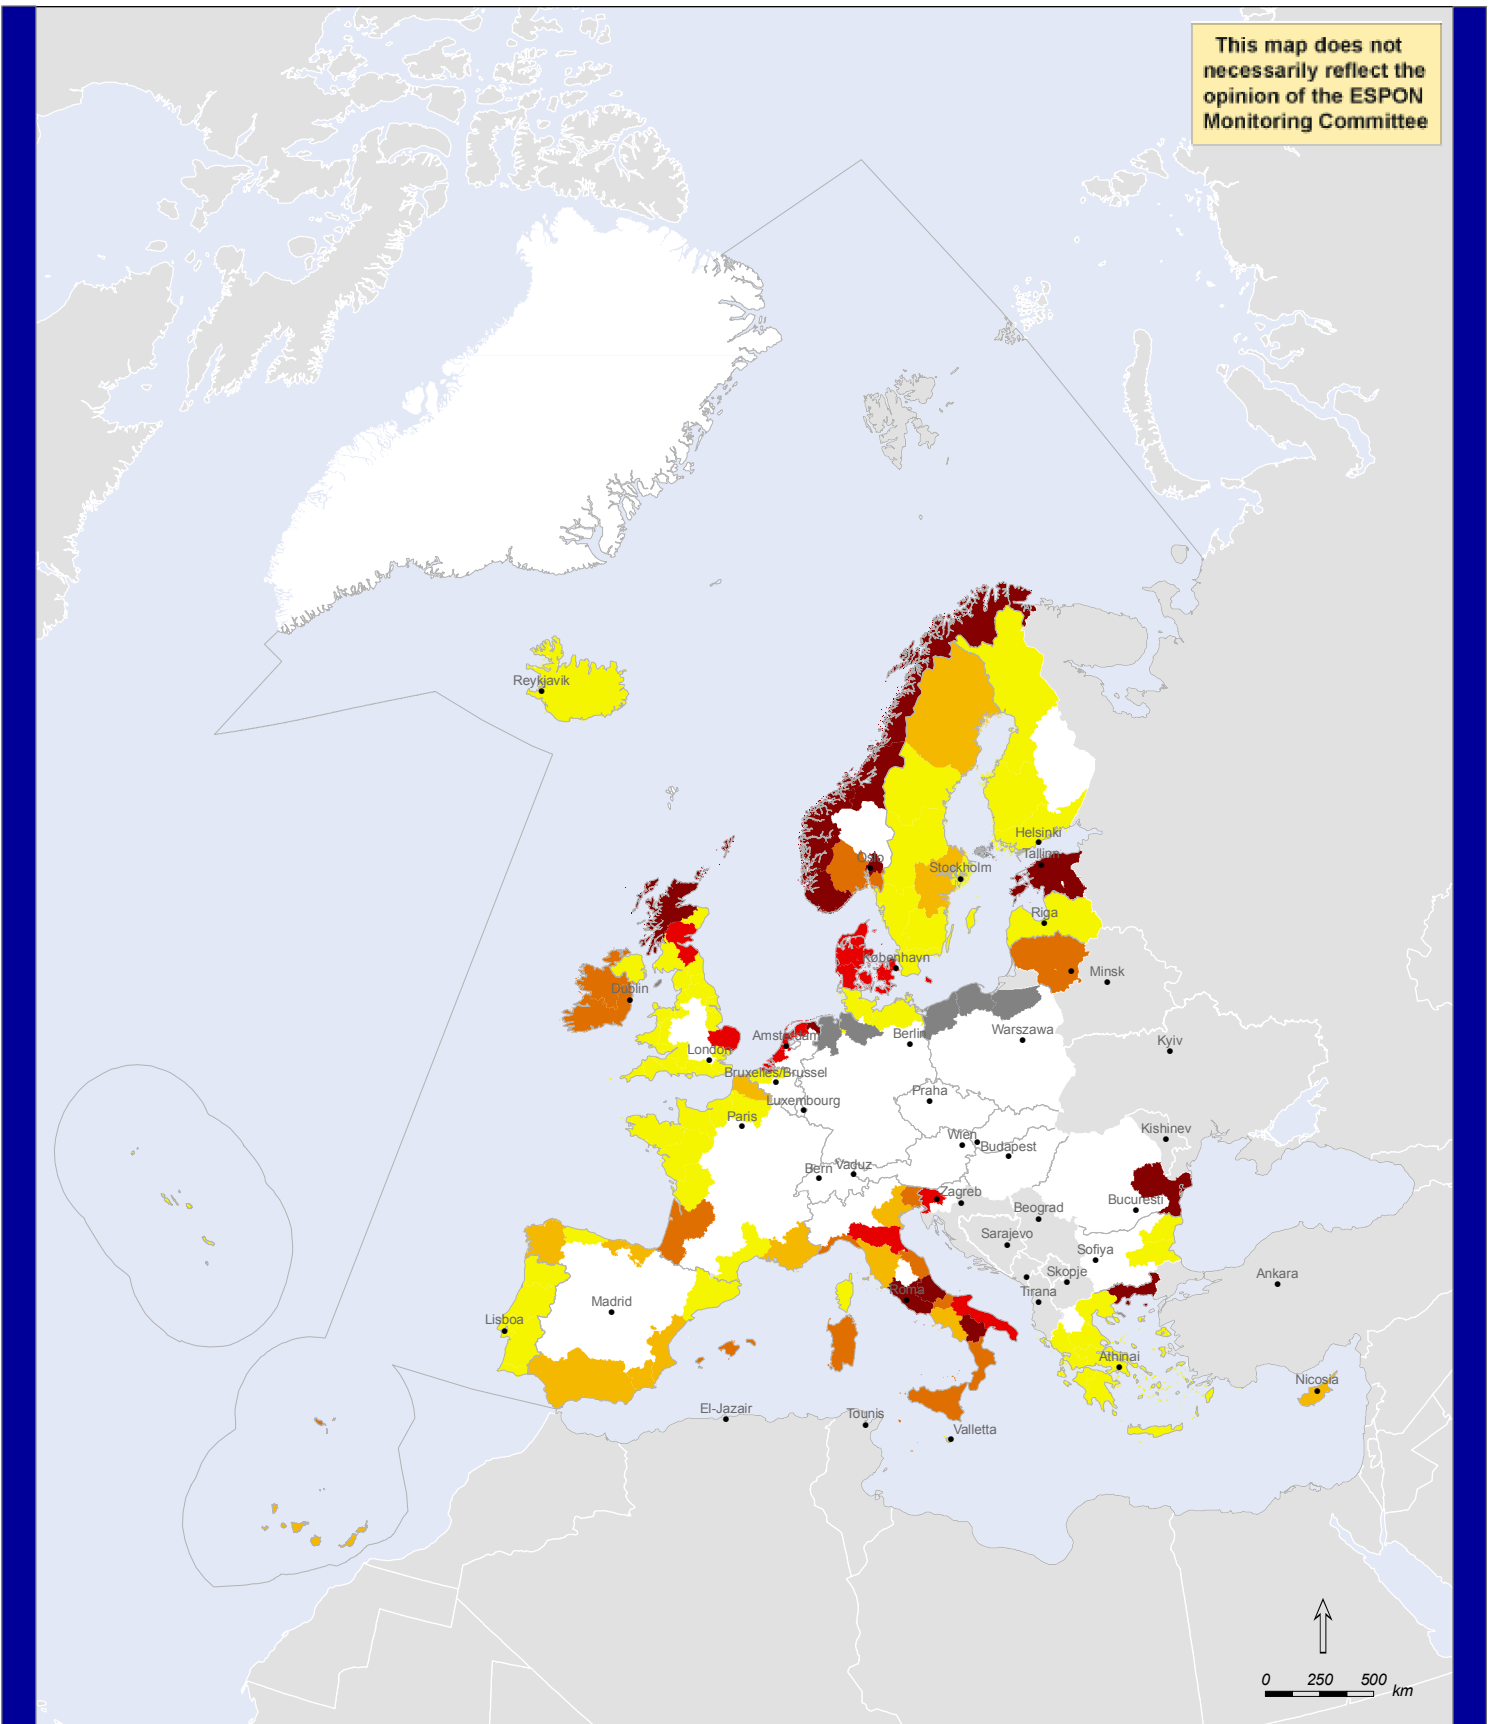 This map does not
necessarily reflect the
opinion of the ESPON
Monitoring Committee
Reykjavik
Helsinki
Tallinn
Oslo
Stockholm
Riga
København
Minsk
Dublin
Amsterdam
Berlin
Warszawa
London
Kyiv
Bruxelles/Brussel
Praha
Luxembourg
Paris
Kishinev
Wien
Budapest
Bern
Vaduz
Zagreb
Bucuresti
Beograd
Sarajevo
Sofiya
Skopje
Ankara
Roma
Tirana
Madrid
Lisboa
Athinai
Nicosia
El-Jazair
Tounis
Valletta
0 250 500
km